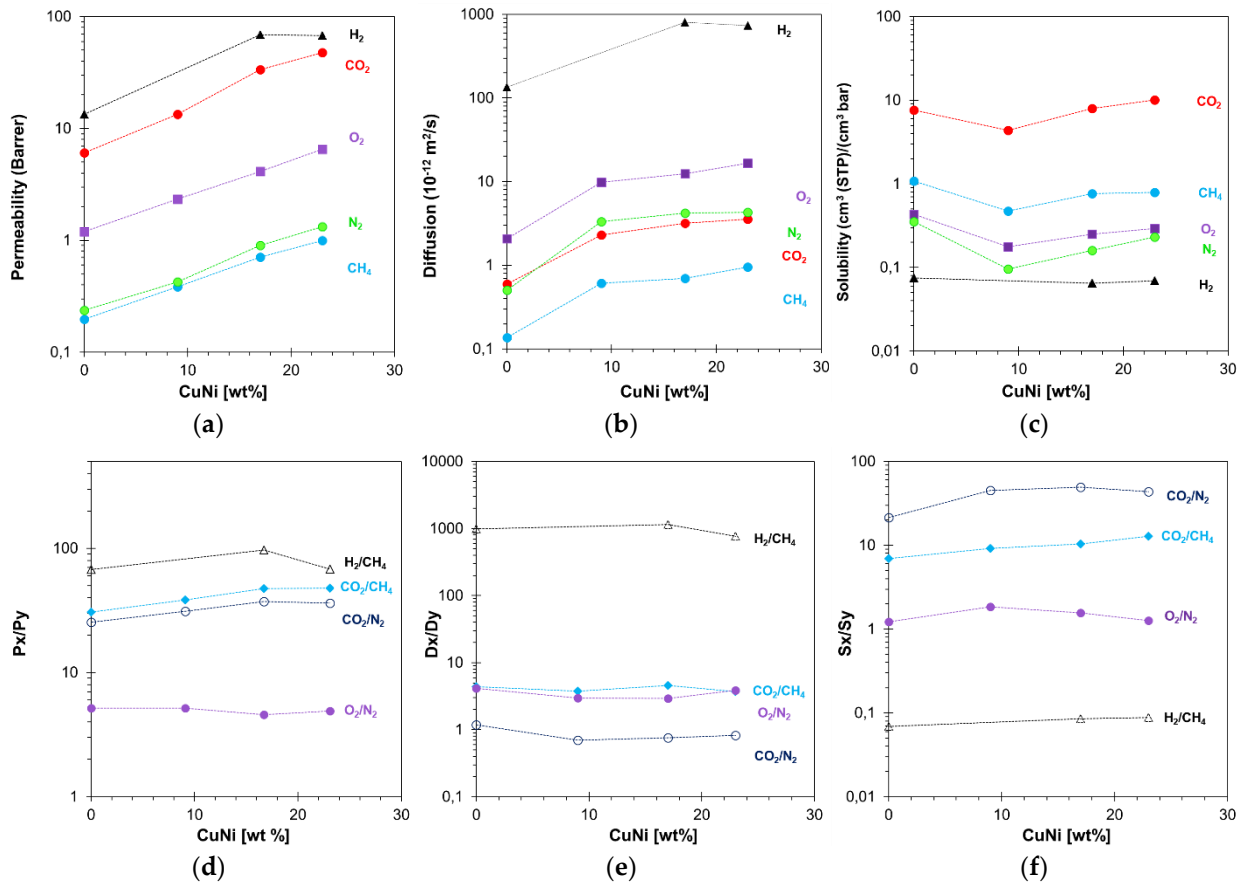 Permeability (Barrer)
100
10
1
0,1
0
10
20
30
H2
CO2
O2
N2
CH4
CuNi [wt%]
(a)
Diffusion (10-12 m2/s)
1000
100
10
1
0,1
0
10
20
30
H2
O2
N2
CO2
CH4
CuNi [wt%]
(b)
Solubility (cm3 (STP)/(cm3 bar)
100
10
1
0,1
0,01
0
10
20
30
CO2
CH4
O2
N2
H2
CuNi [wt%]
(c)
Px/Py
100
10
1
0
10
20
30
H2/CH4
CO2/CH4
CO2/N2
O2/N2
CuNi [wt %]
(d)
Dx/Dy
10000
1000
100
10
1
0,1
0
10
20
30
H2/CH4
CO2/CH4
O2/N2
CO2/N2
CuNi [wt%]
(e)
Sx/Sy
100
10
1
0,1
0,01
0
10
20
30
CO2/N2
CO2/CH4
O2/N2
H2/CH4
CuNi [wt%]
(f)